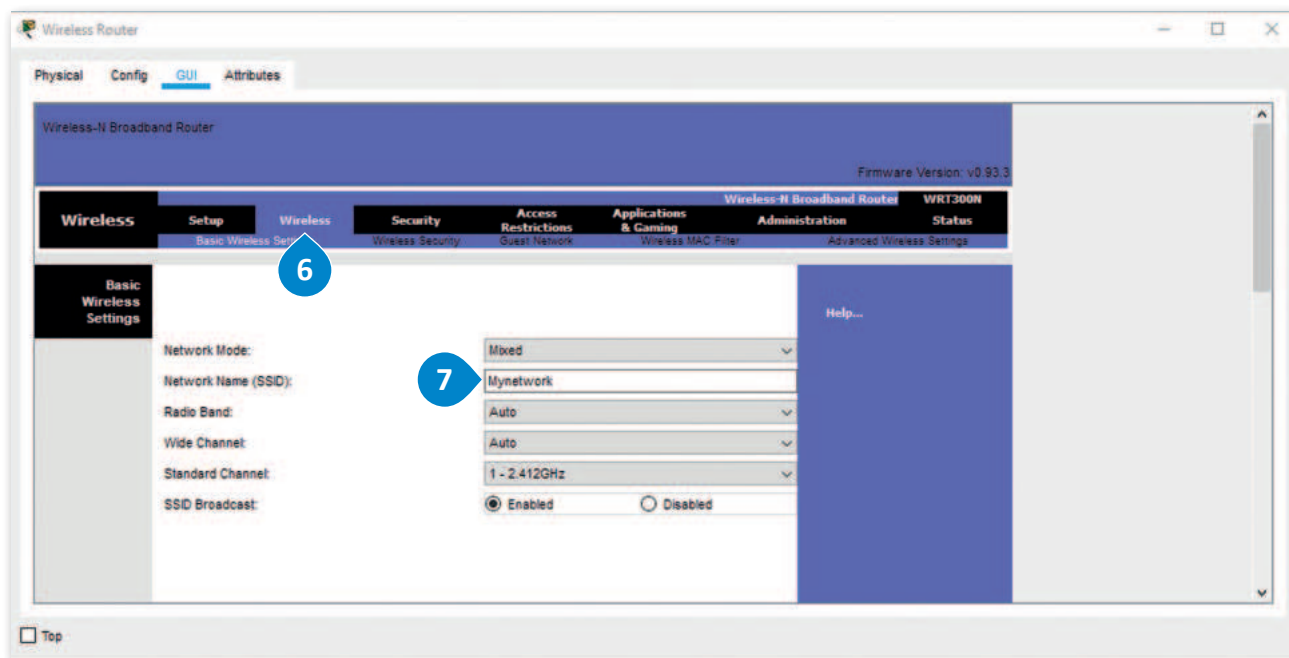 Wireless Router
Physical Config GUI Attributes
Wireless-N Broadband Router
Firmware Version: v0.93.3
Wireless-N Broadband Router WRT300N
Wireless Setup Wireless Security Access Restrictions Applications & Gaming Administration Status
Basic Wireless Wireless Security Guest Network Wireless MAC Filter Advanced Wireless Settings
6
Basic
Wireless
Settings
Help...
Network Mode: Mixed
Network Name (SSID): 7 Mynetwork
Radio Band: Auto
Wide Channel: Auto
Standard Channel: 1 - 2.412GHz
SSID Broadcast: Enabled Disabled
Top